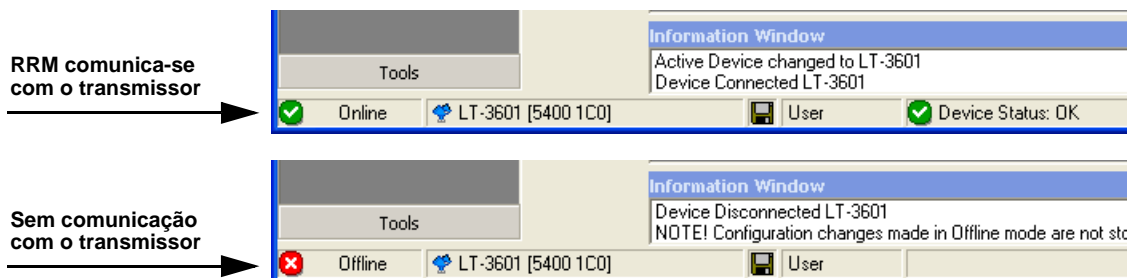 Information Window
RRM comunica-se
com o transmissor
Tools
Active Device changed to LT-3601
Device Connected LT-3601
Online LT-3601 [5400 1C0] User Device Status: OK
Information Window
Sem comunicação
com o transmissor
Tools
Device Disconnected LT-3601
NOTE! Configuration changes made in Offline mode are not sto
Offline LT-3601 [5400 1C0] User